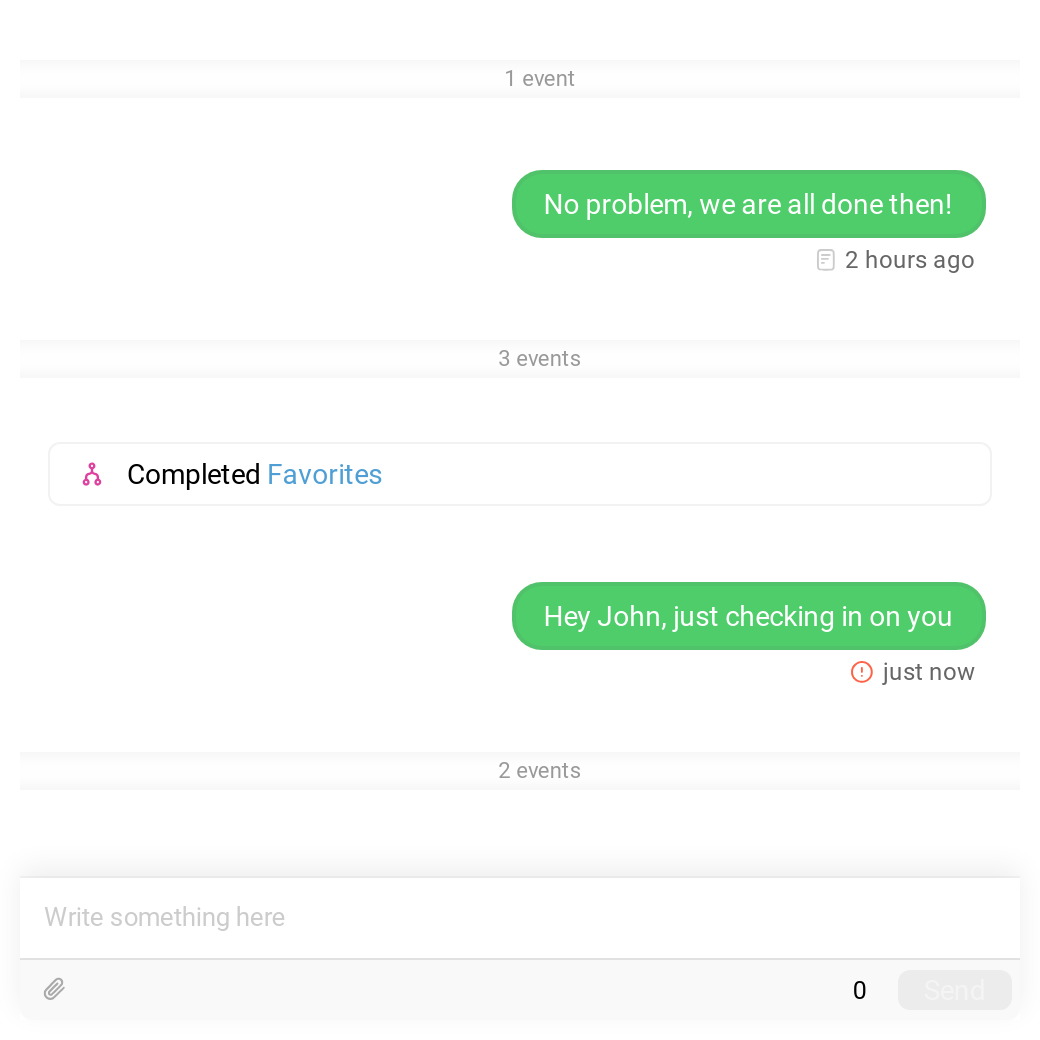 1 event
No problem, we are all done then!
2 hours ago
3 events
Completed Favorites
Hey John, just checking in on you
just now
2 events
Write something here
0 Send